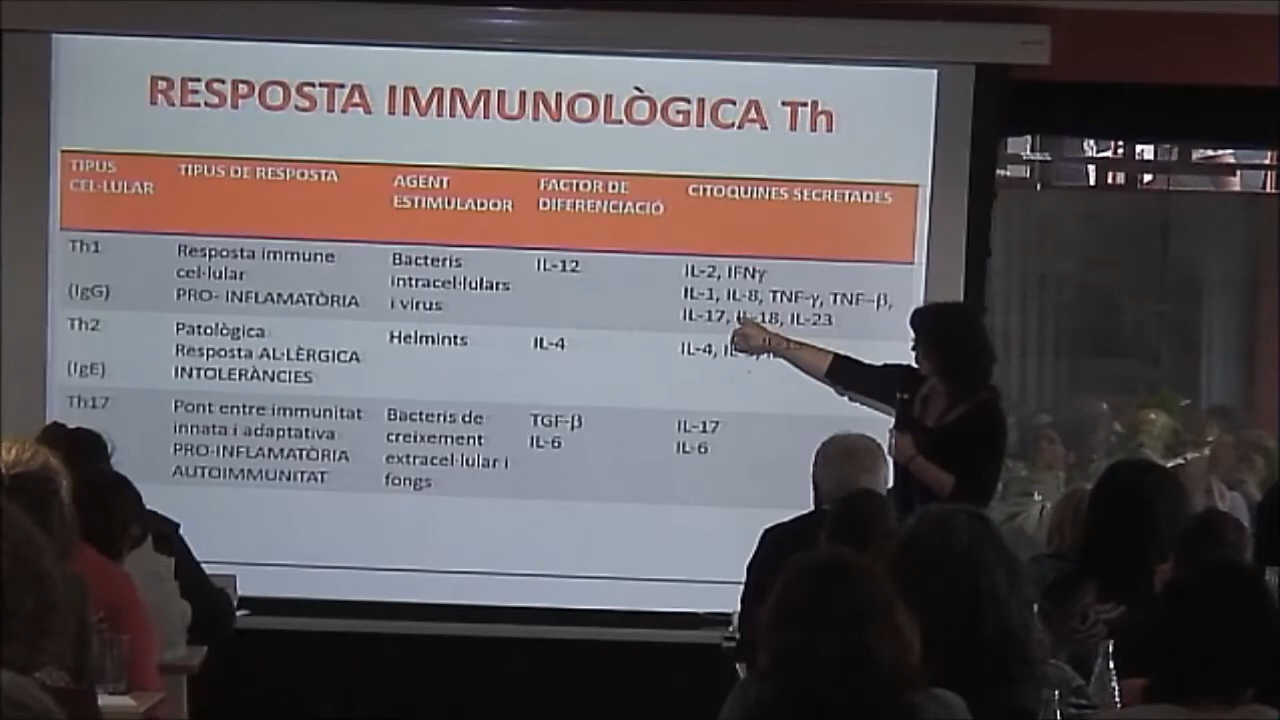 RESPOSTA IMMUNOLÒGICA Th
TIPUS
CEL·LULAR
TIPUS DE RESPOSTA
AGENT
ESTIMULADOR
FACTOR DE
DIFERENCIACIÓ
CITOQUINES SECRETADES
Th1
(IgG)
Resposta immune
cel·lular
PRO- INFLAMATÒRIA
Bacteris
intracel·lulars
i virus
IL-12
IL-2, IFNγ
IL-1, IL-8, TNF-γ, TNF-β,
IL-17, IL-18, IL-23
Th2
(IgE)
Patològica
Resposta AL·LÈRGICA
INTOLERÀNCIES
Helmints
IL-4
IL-4,
Th17
Pont entre immunitat
innata i adaptativa
PRO-INFLAMATÒRIA
AUTOIMMUNITAT
Bacteris de
creixement
extracel·lular i
fongs
TGF-β
IL-6
IL-17
IL-6